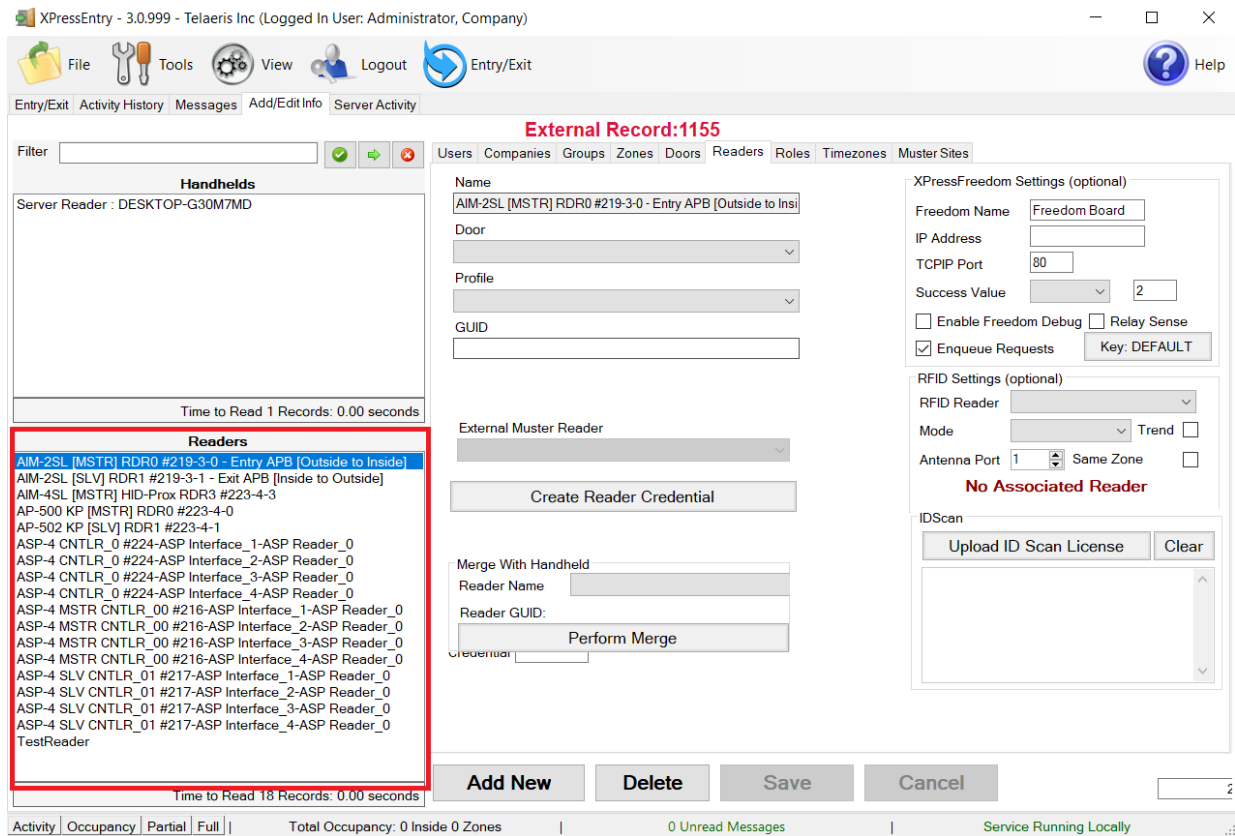 XPressEntry - 3.0.999 - Telaeris Inc (Logged In User: Administrator, Company)
File Tools View Logout Entry/Exit Help
Entry/Exit Activity History Messages Add/Edit Info Server Activity
External Record:1155
Filter
Users Companies Groups Zones Doors Readers Roles Timezones Muster Sites
Handhelds
Server Reader : DESKTOP-G30M7MD
Time to Read 1 Records: 0.00 seconds
Readers
AIM-2SL [MSTR] RDR0 #219-3-0 - Entry APB [Outside to Inside]
AIM-2SL [SLV] RDR1 #219-3-1 - Exit APB [Inside to Outside]
AIM-4SL [MSTR] HID-Prox RDR3 #223-4-3
AP-500 KP [MSTR] RDR0 #223-4-0
AP-502 KP [SLV] RDR1 #223-4-1
ASP-4 CNTLR_0 #224-ASP Interface_1-ASP Reader_0
ASP-4 CNTLR_0 #224-ASP Interface_2-ASP Reader_0
ASP-4 CNTLR_0 #224-ASP Interface_3-ASP Reader_0
ASP-4 CNTLR_0 #224-ASP Interface_4-ASP Reader_0
ASP-4 MSTR CNTLR_00 #216-ASP Interface_1-ASP Reader_0
ASP-4 MSTR CNTLR_00 #216-ASP Interface_2-ASP Reader_0
ASP-4 MSTR CNTLR_00 #216-ASP Interface_3-ASP Reader_0
ASP-4 MSTR CNTLR_00 #216-ASP Interface_4-ASP Reader_0
ASP-4 SLV CNTLR_01 #217-ASP Interface_1-ASP Reader_0
ASP-4 SLV CNTLR_01 #217-ASP Interface_2-ASP Reader_0
ASP-4 SLV CNTLR_01 #217-ASP Interface_3-ASP Reader_0
ASP-4 SLV CNTLR_01 #217-ASP Interface_4-ASP Reader_0
TestReader
Time to Read 18 Records: 0.00 seconds
Name
AIM-2SL [MSTR] RDR0 #219-3-0 - Entry APB [Outside to Insi
Door
Profile
GUID
External Muster Reader
Create Reader Credential
Merge With Handheld
Reader Name
Reader GUID:
Perform Merge
Credential
XPressFreedom Settings (optional)
Freedom Name Freedom Board
IP Address
TCPIP Port 80
Success Value 2
Enable Freedom Debug Relay Sense
Enqueue Requests Key: DEFAULT
RFID Settings (optional)
RFID Reader
Mode Trend
Antenna Port 1 Same Zone
No Associated Reader
IDScan
Upload ID Scan License Clear
Add New Delete Save Cancel
2
Activity Occupancy Partial Full | Total Occupancy: 0 Inside 0 Zones | 0 Unread Messages | Service Running Locally